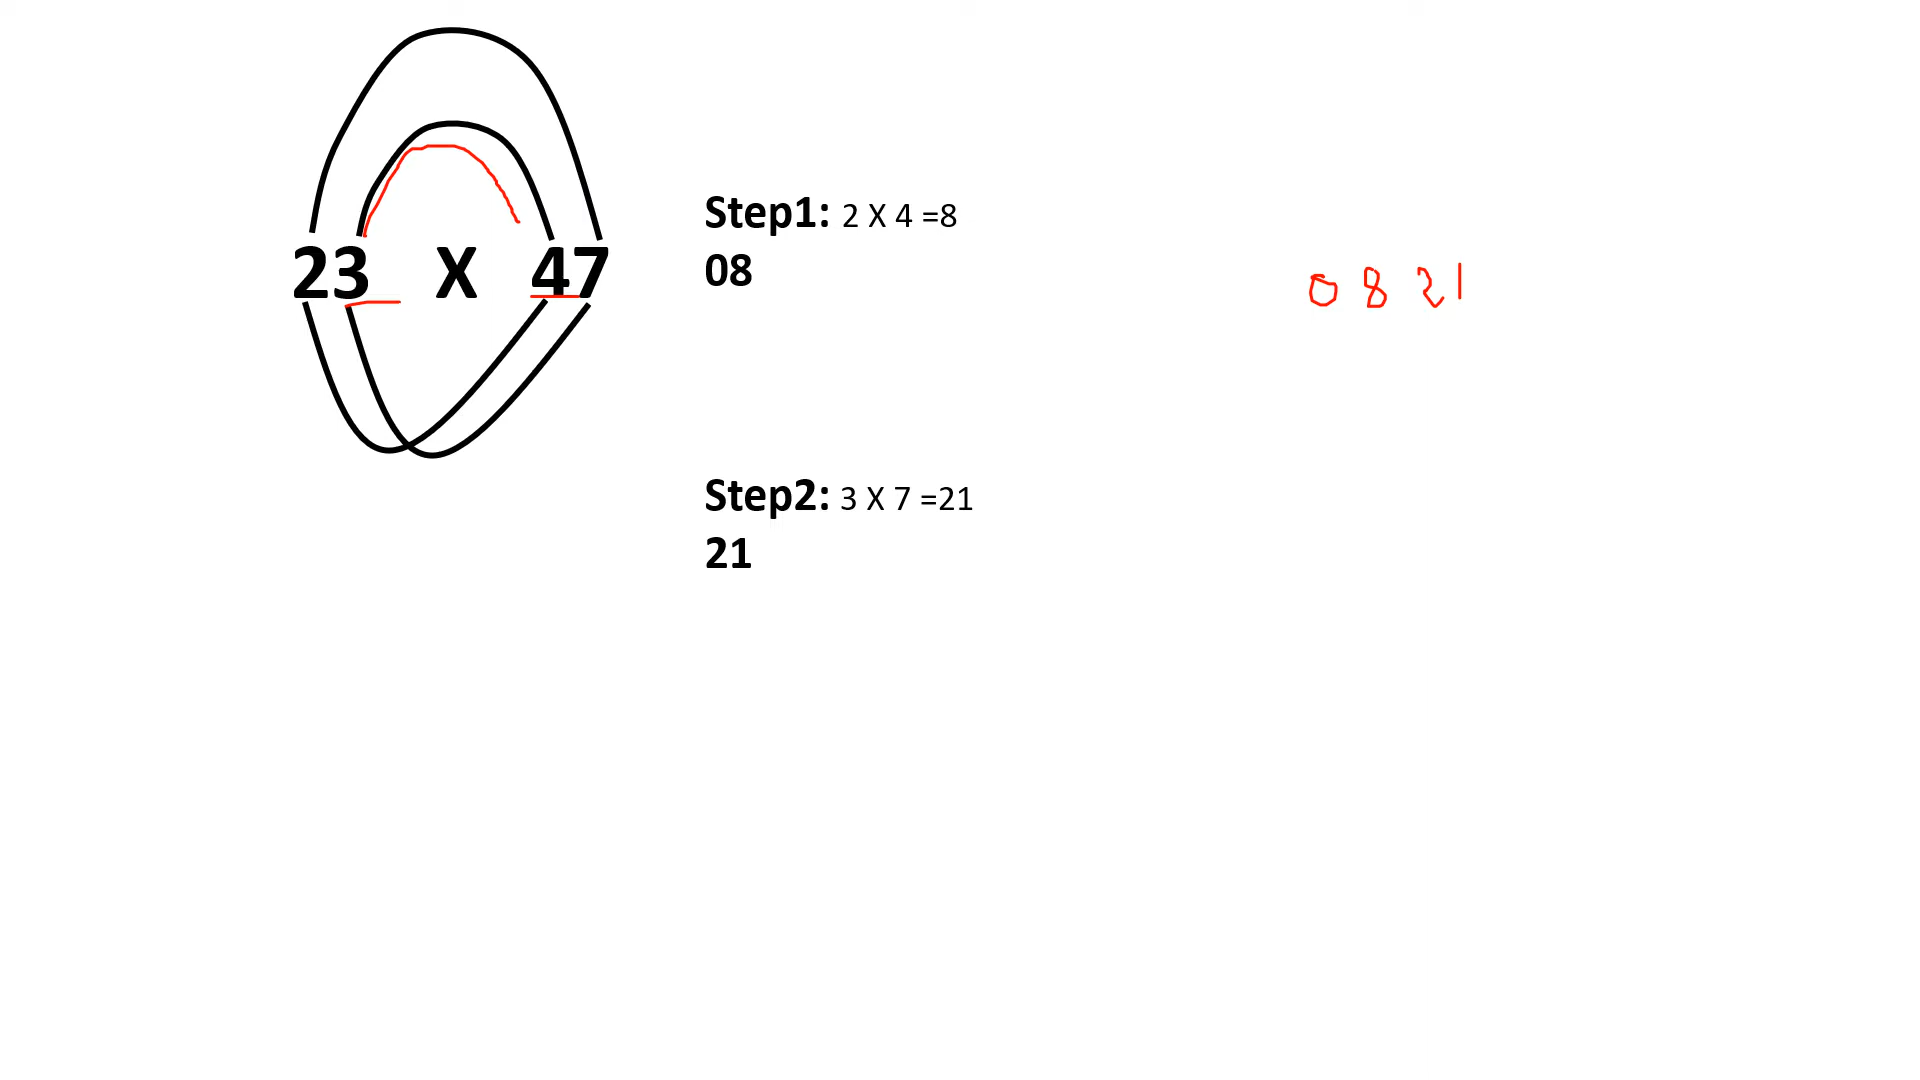 23 X 47
Step1: 2 X 4 =8
08
0 8 21
Step2: 3 X 7 =21
21